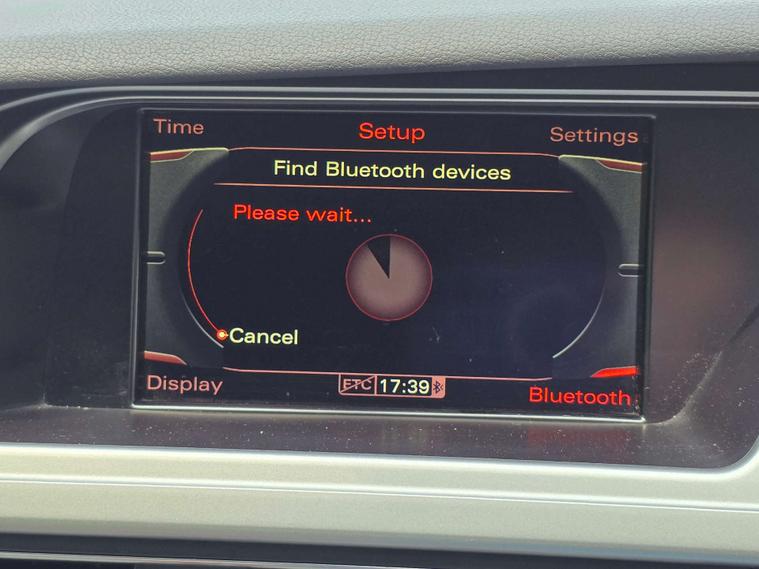 Time
Setup
Settings
Find Bluetooth devices
Please wait...
Cancel
Display
ETC 17:39
Bluetooth